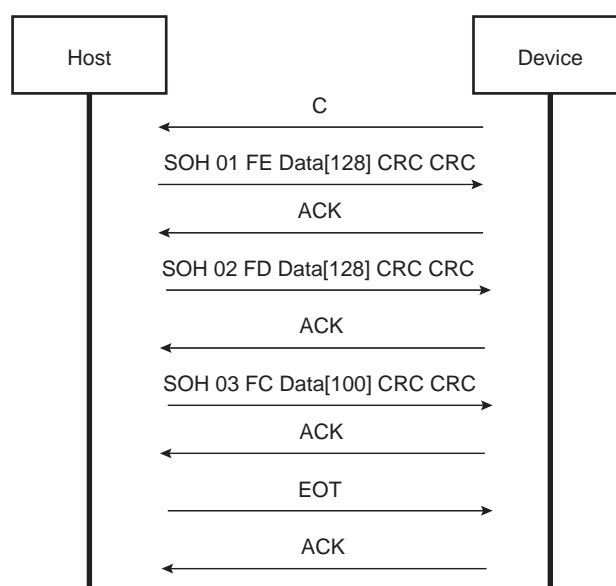 Host
Device
C
SOH 01 FE Data[128] CRC CRC
ACK
SOH 02 FD Data[128] CRC CRC
ACK
SOH 03 FC Data[100] CRC CRC
ACK
EOT
ACK